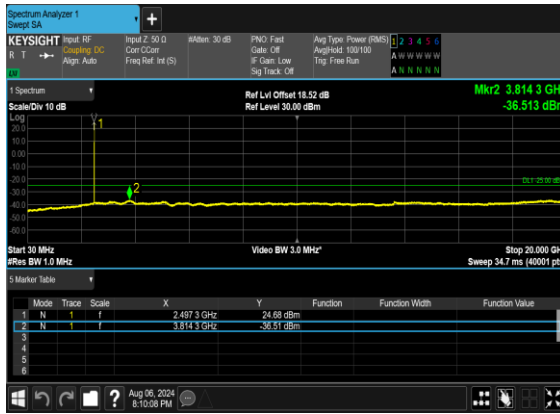 Spectrum Analyzer 1
Swept SA
+
KEYSIGHT Input: RF Input Z: 50 Ω #Atten: 30 dB PNO: Fast Avg Type: Power (RMS) 1 2 3 4 5 6
R T Coupling: DC Corr CCorr Gate: Off Avg|Hold: 100/100 A W W W W W
Align: Auto Freq Ref: Int (S) IF Gain: Low Trig: Free Run
LXI Sig Track: Off A N N N N N
1 Spectrum Ref Lvl Offset 18.52 dB Mkr2 3.814 3 GH
Scale/Div 10 dB Ref Level 30.00 dBm -36.513 dBm
Log
20.0
10.0
0.00
-10.0
-20.0
-30.0
-40.0
-50.0
-60.0
1
2
DL1 -25.00 dB
Start 30 MHz Video BW 3.0 MHz* Stop 20.000 GH
#Res BW 1.0 MHz Sweep 34.7 ms (40001 pt
5 Marker Table
Mode Trace Scale X Y Function Function Width Function Value
1 N 1 f 2.497 3 GHz 24.68 dBm
2 N 1 f 3.814 3 GHz -36.51 dBm
3
4
5
6
? Aug 06, 2024
8:10:08 PM